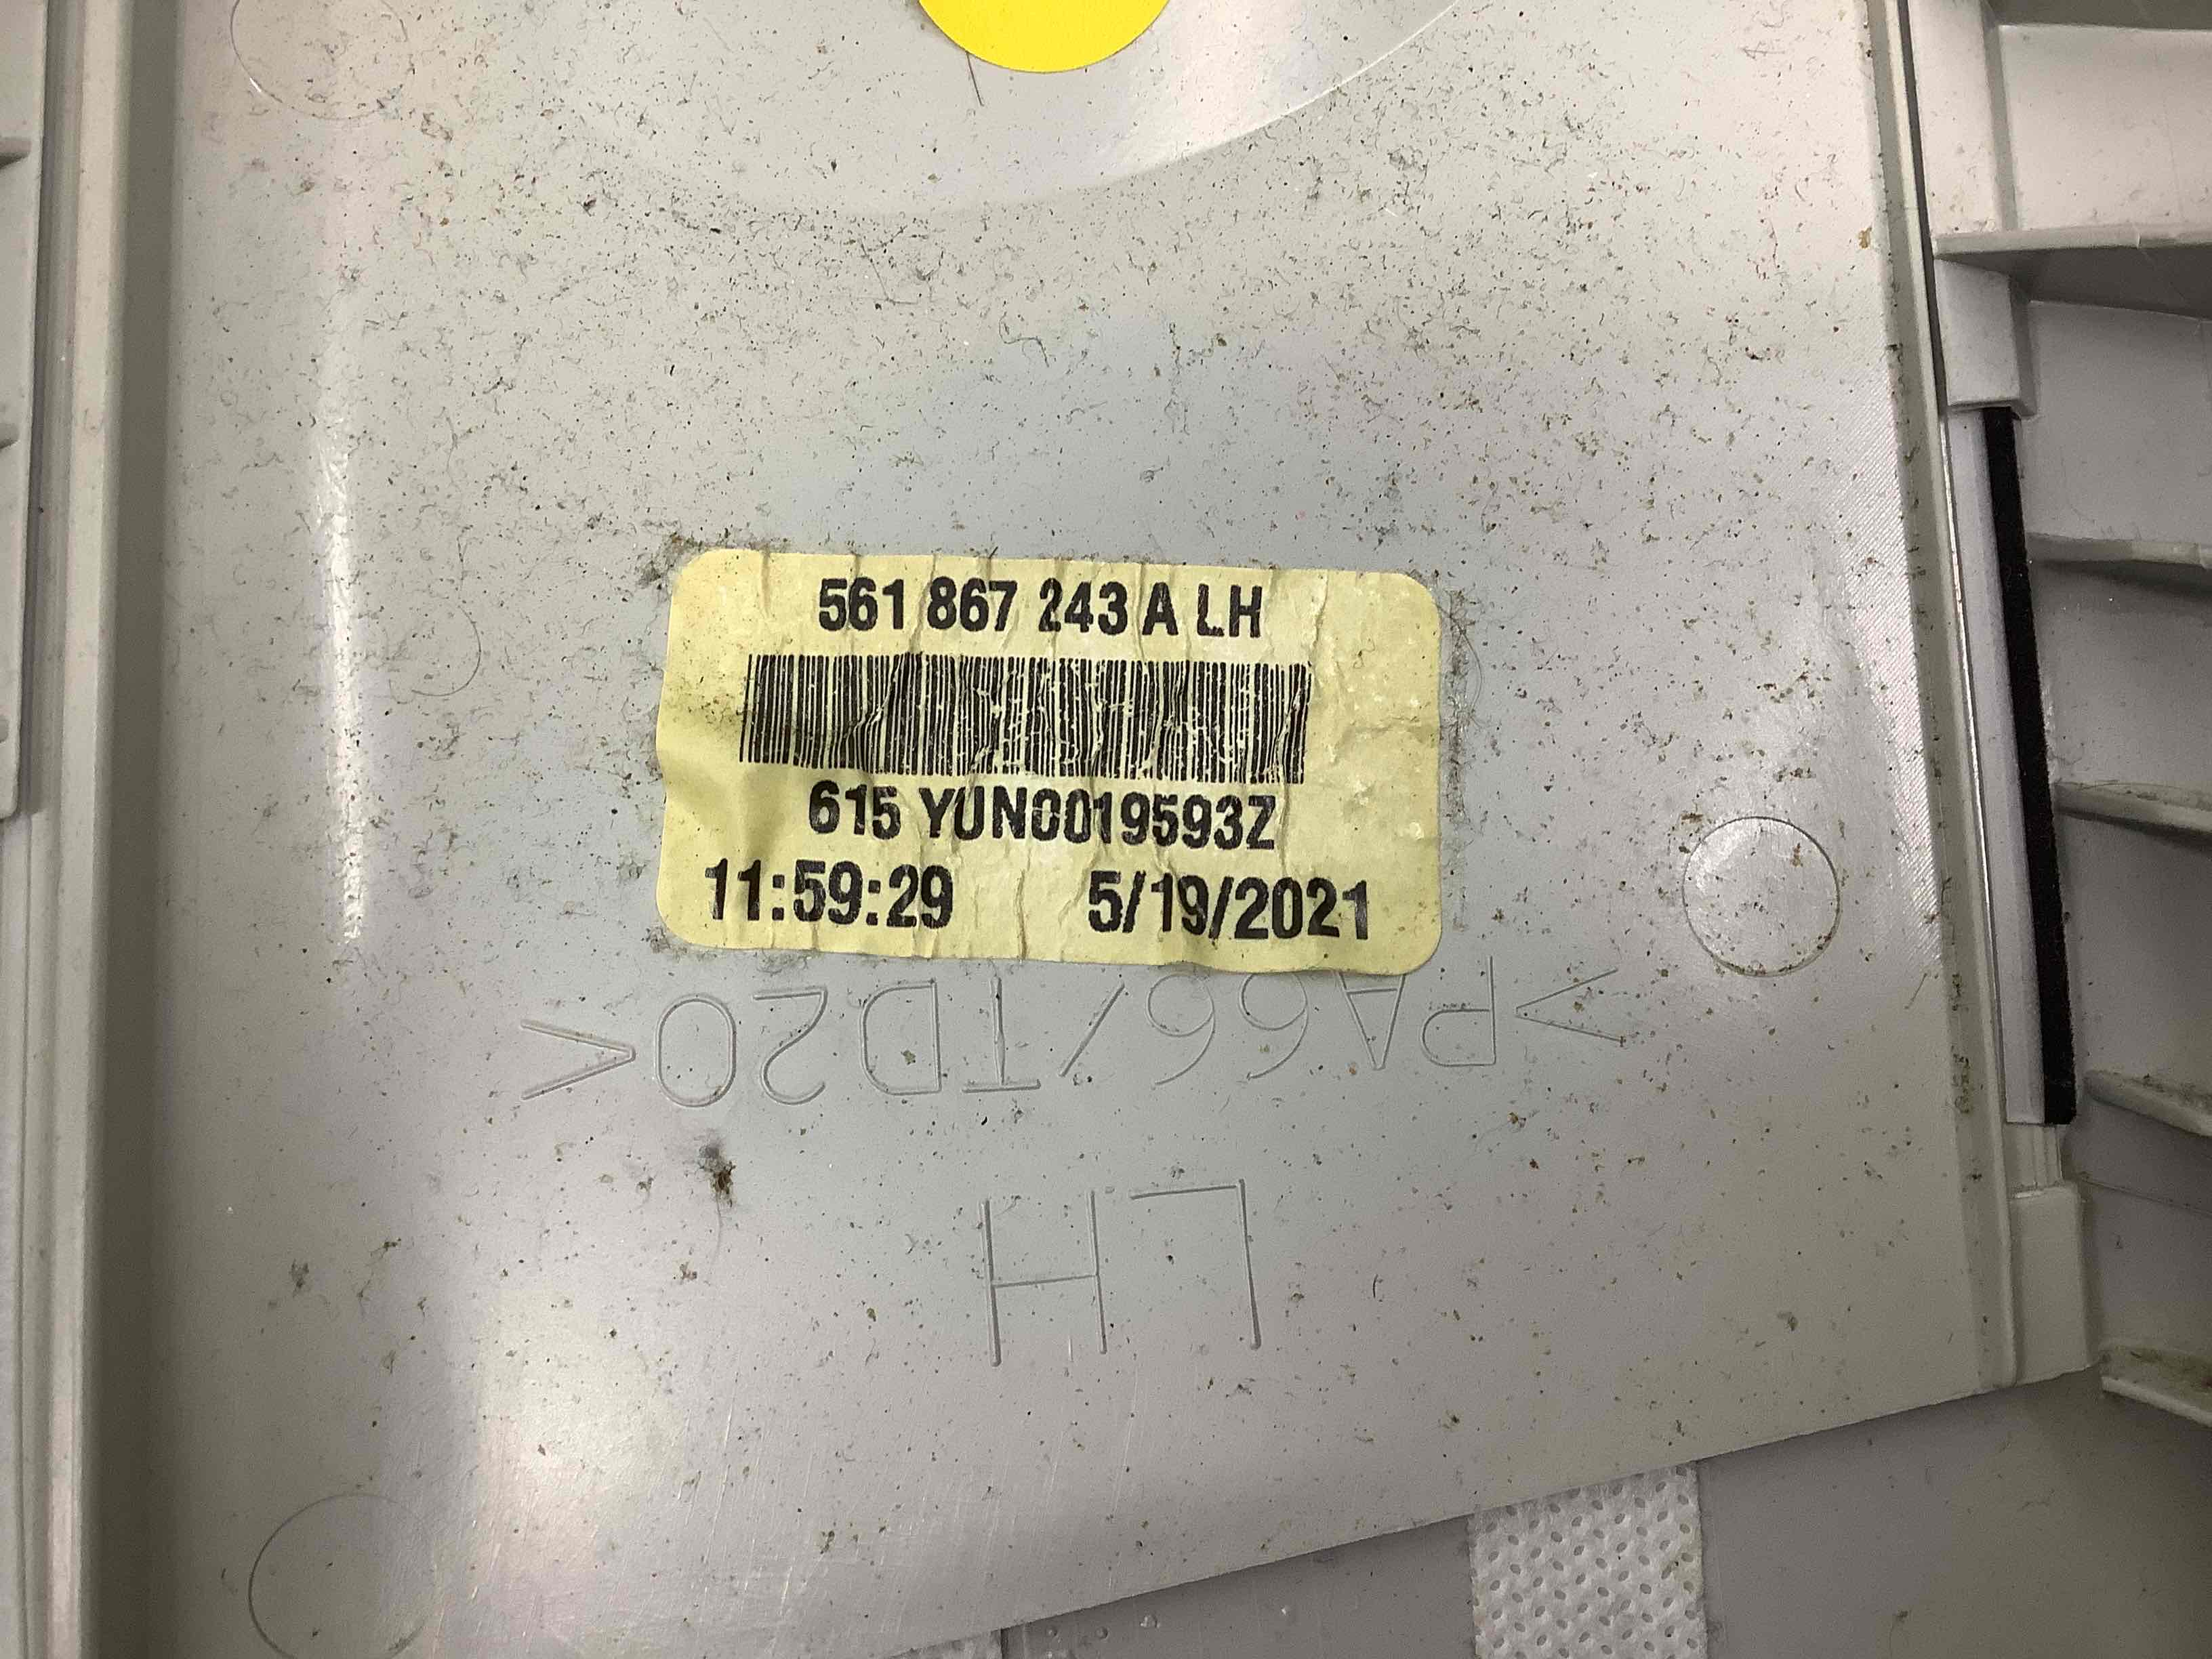 561 867 243 A LH
615 YUN0019593Z
11:59:29 5/19/2021
>PA66/TD20<
LH